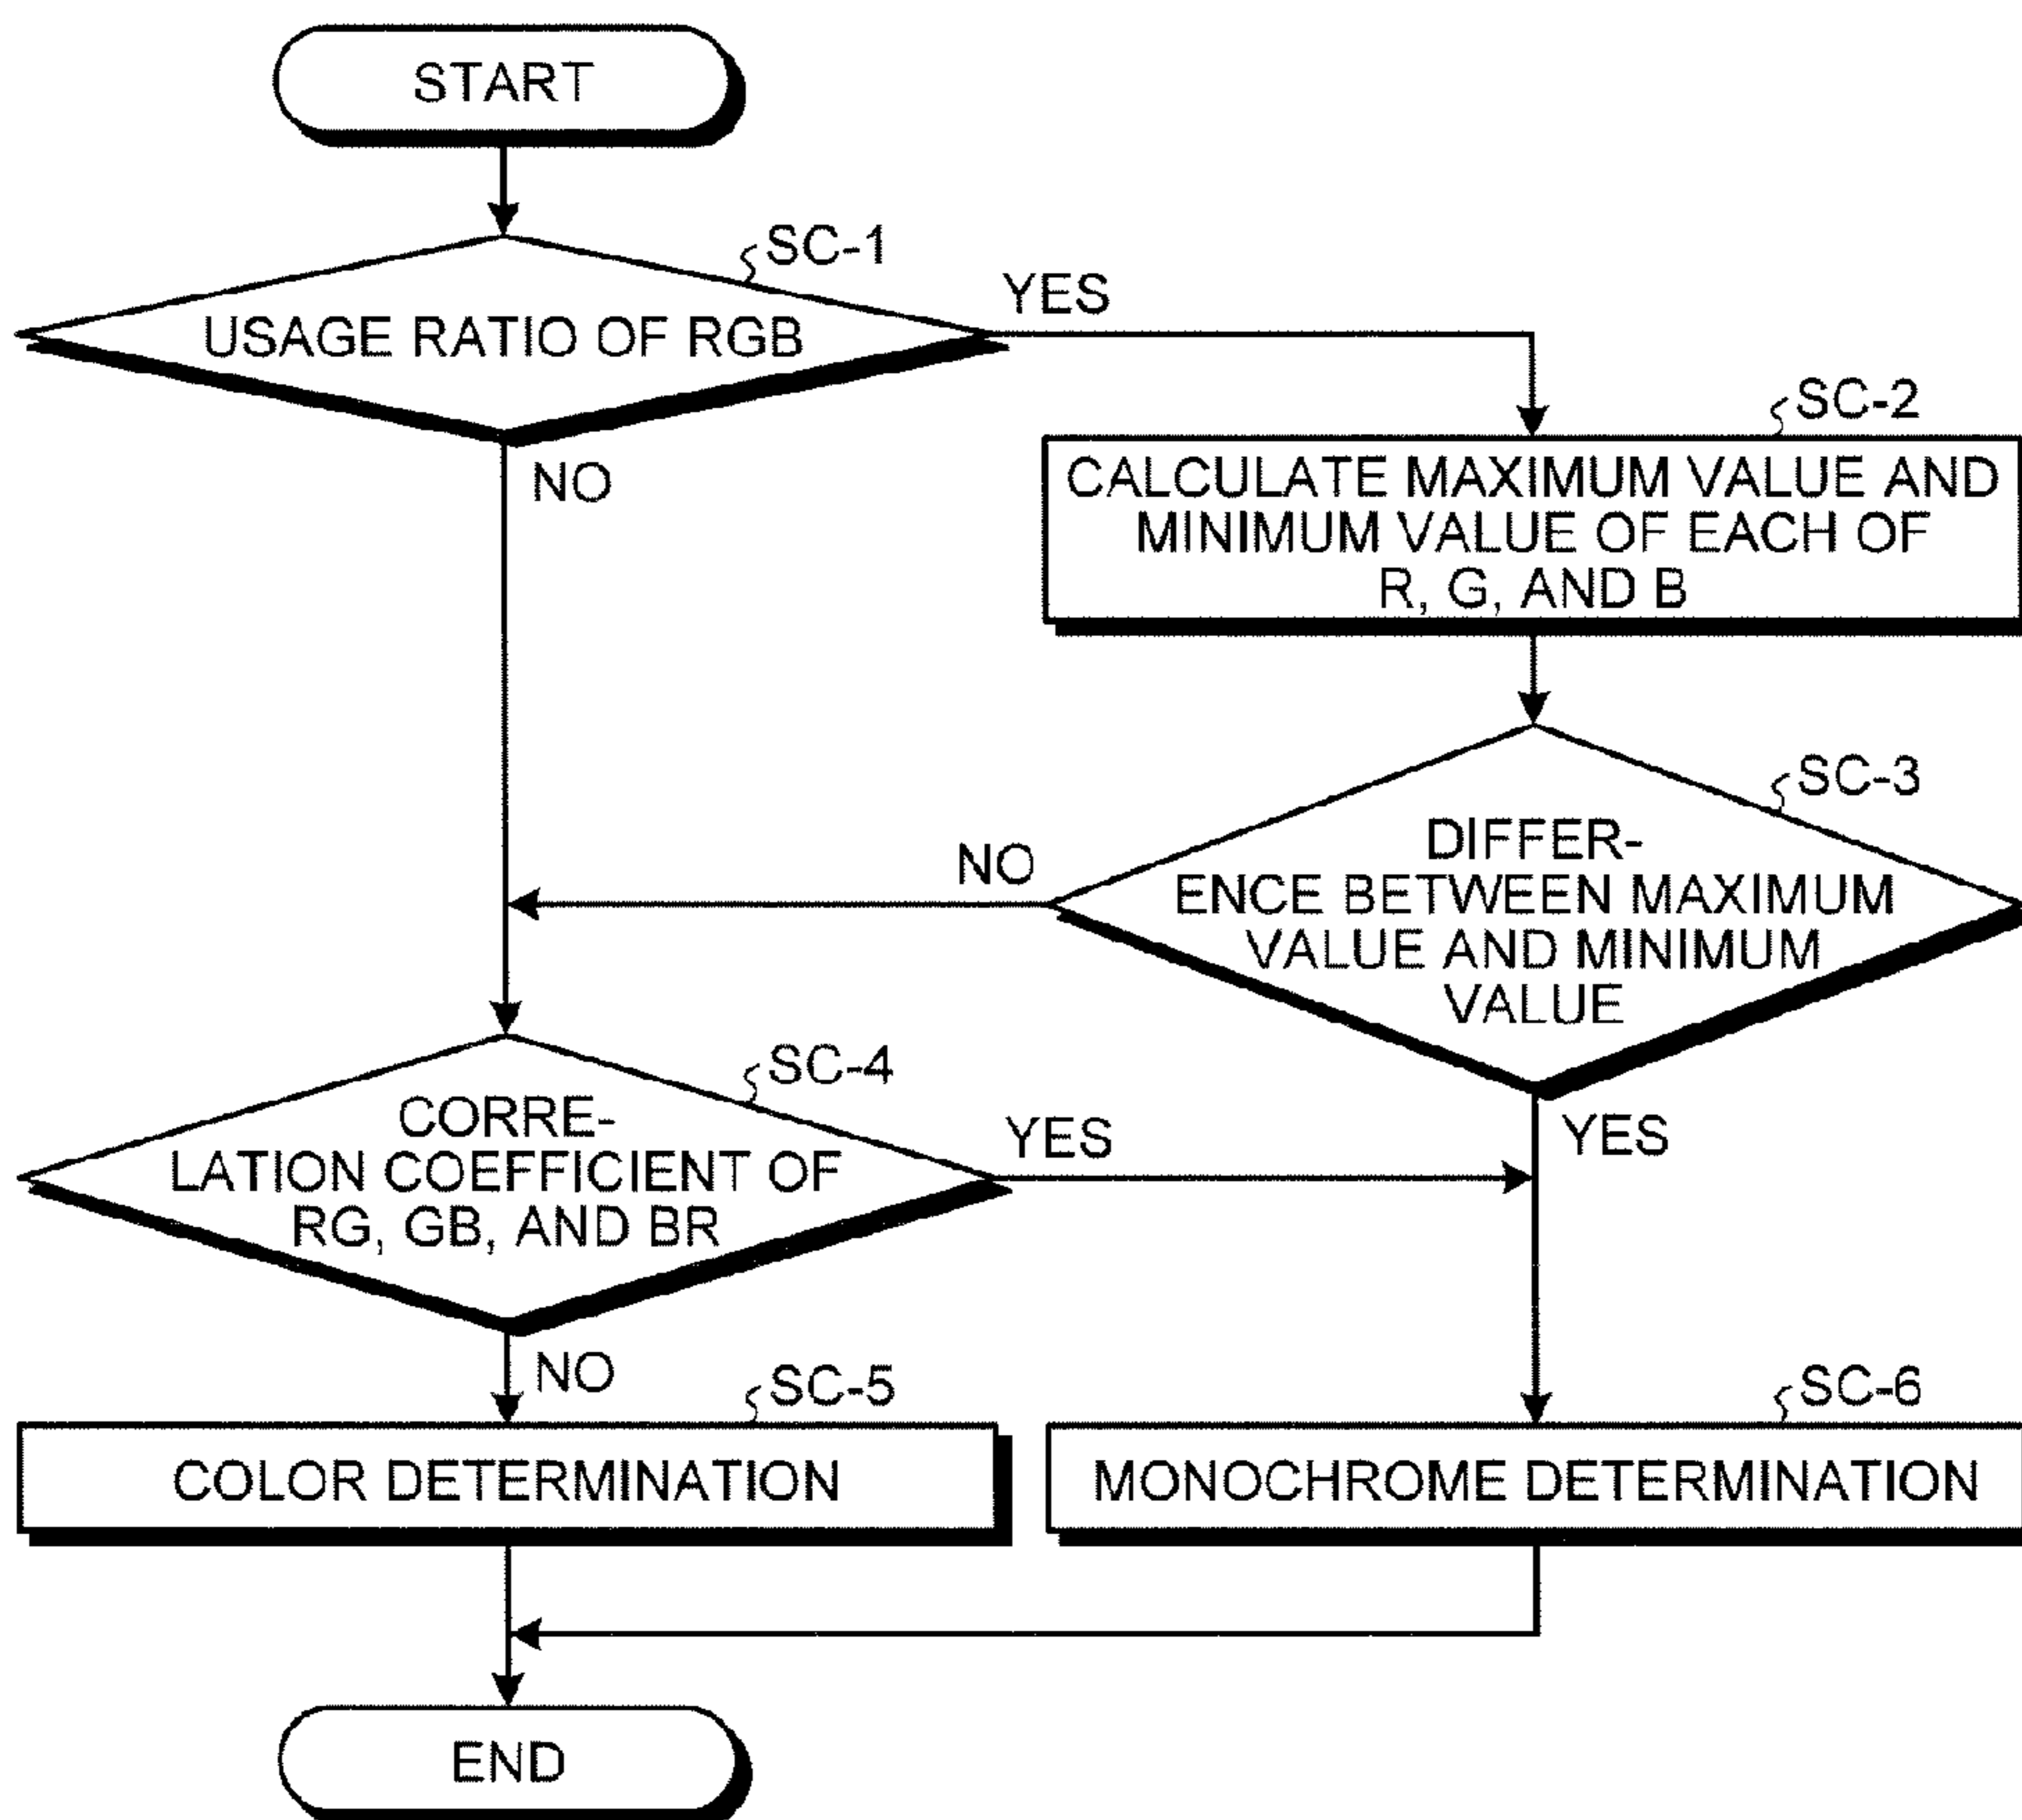 START
SC-1
USAGE RATIO OF RGB
YES
NO
SC-2
CALCULATE MAXIMUM VALUE AND
MINIMUM VALUE OF EACH OF
R, G, AND B
SC-3
DIFFER-
ENCE BETWEEN MAXIMUM
VALUE AND MINIMUM
VALUE
NO
YES
SC-4
CORRE-
LATION COEFFICIENT OF
RG, GB, AND BR
YES
NO
SC-5
COLOR DETERMINATION
SC-6
MONOCHROME DETERMINATION
END